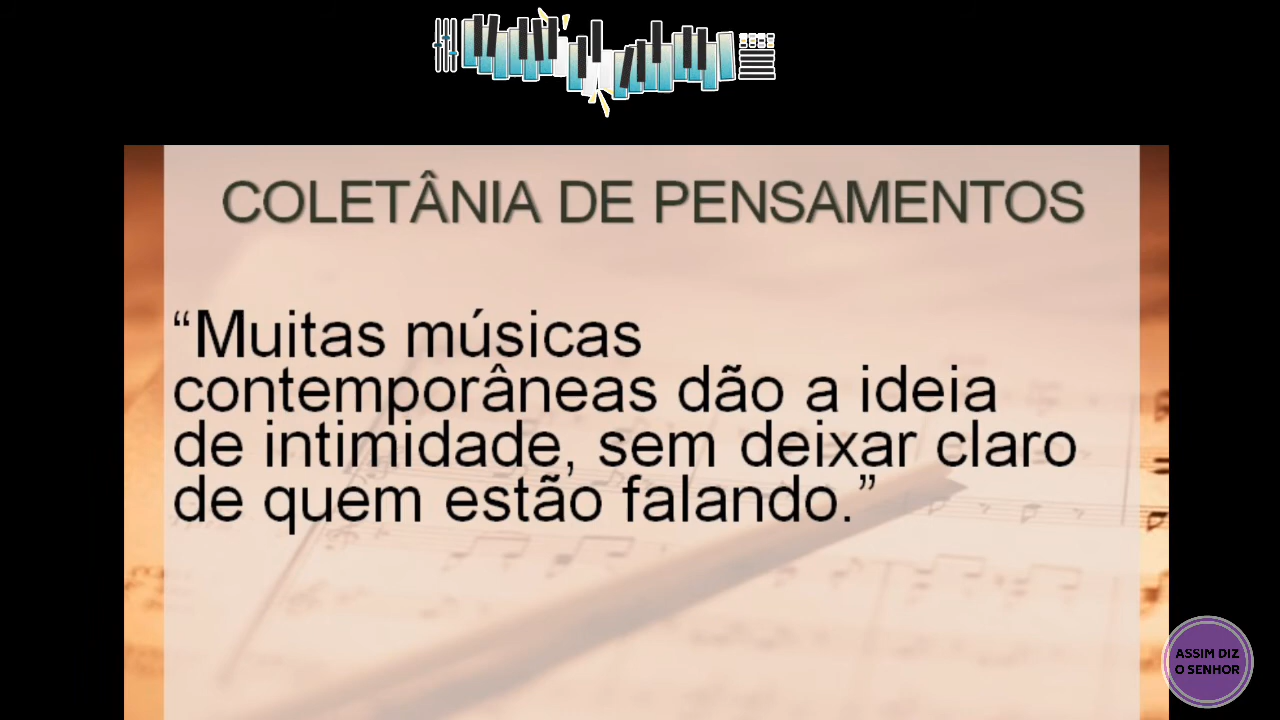 COLETÂNIA DE PENSAMENTOS
“Muitas músicas
contemporâneas dão a ideia
de intimidade, sem deixar claro
de quem estão falando.”
ASSIM DIZ
O SENHOR